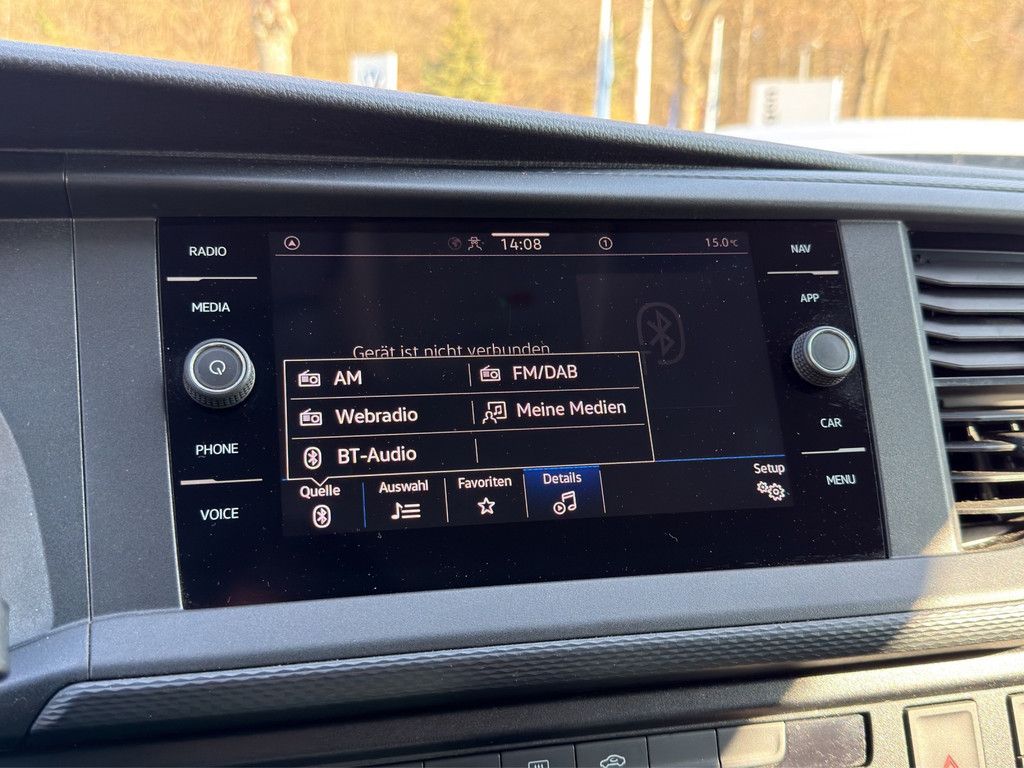 RADIO
MEDIA
PHONE
VOICE
14:08
1
15.0°C
Gerät ist nicht verbunden
AM
FM/DAB
Webradio
Meine Medien
BT-Audio
Quelle
Auswahl
Favoriten
Details
Setup
NAV
APP
CAR
MENU